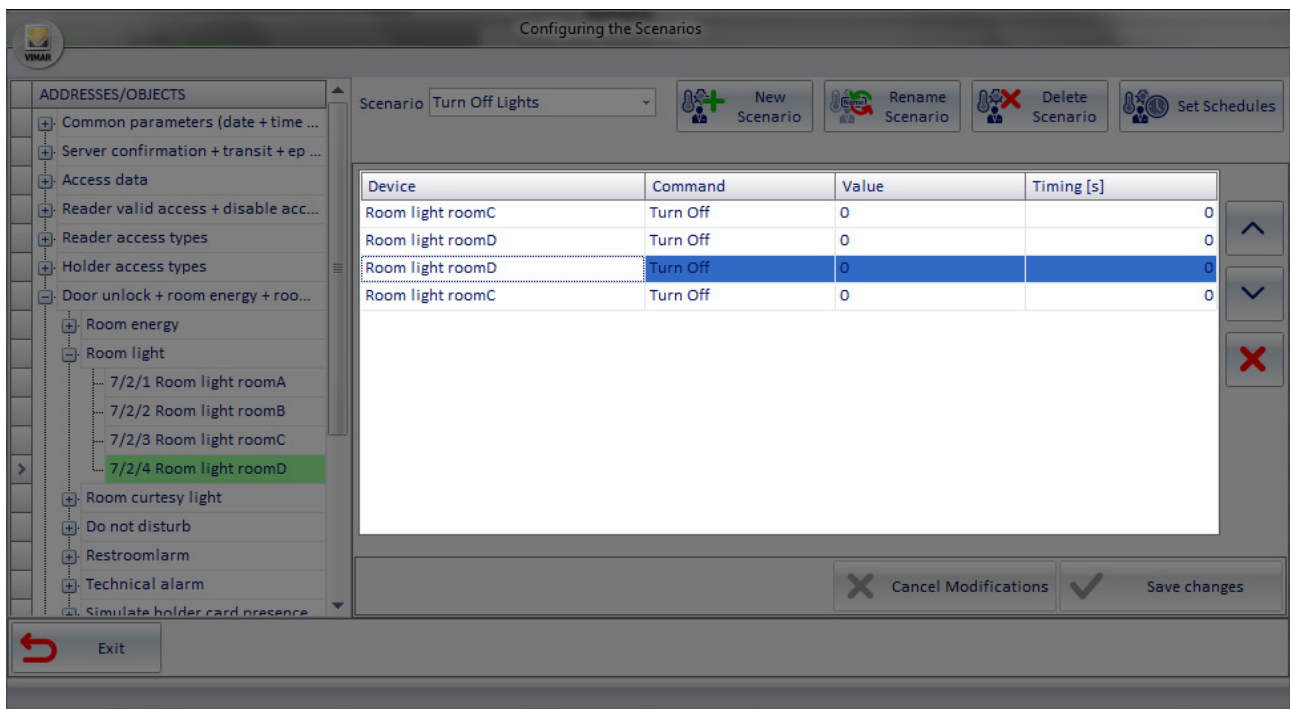 Configuring the Scenarios
VIMAR
ADDRESSES/OBJECTS
Common parameters (date + time ...
Server confirmation + transit + ep ...
Access data
Reader valid access + disable acc...
Reader access types
Holder access types
Door unlock + room energy + roo...
Room energy
Room light
7/2/1 Room light roomA
7/2/2 Room light roomB
7/2/3 Room light roomC
7/2/4 Room light roomD
Room curtesy light
Do not disturb
Restroomlarm
Technical alarm
Simulate holder card presence
Scenario Turn Off Lights
New Scenario
Rename Scenario
Delete Scenario
Set Schedules
Device Command Value Timing [s]
Room light roomC Turn Off 0 0
Room light roomD Turn Off 0 0
Room light roomD Turn Off 0 0
Room light roomC Turn Off 0 0
Cancel Modifications
Save changes
Exit